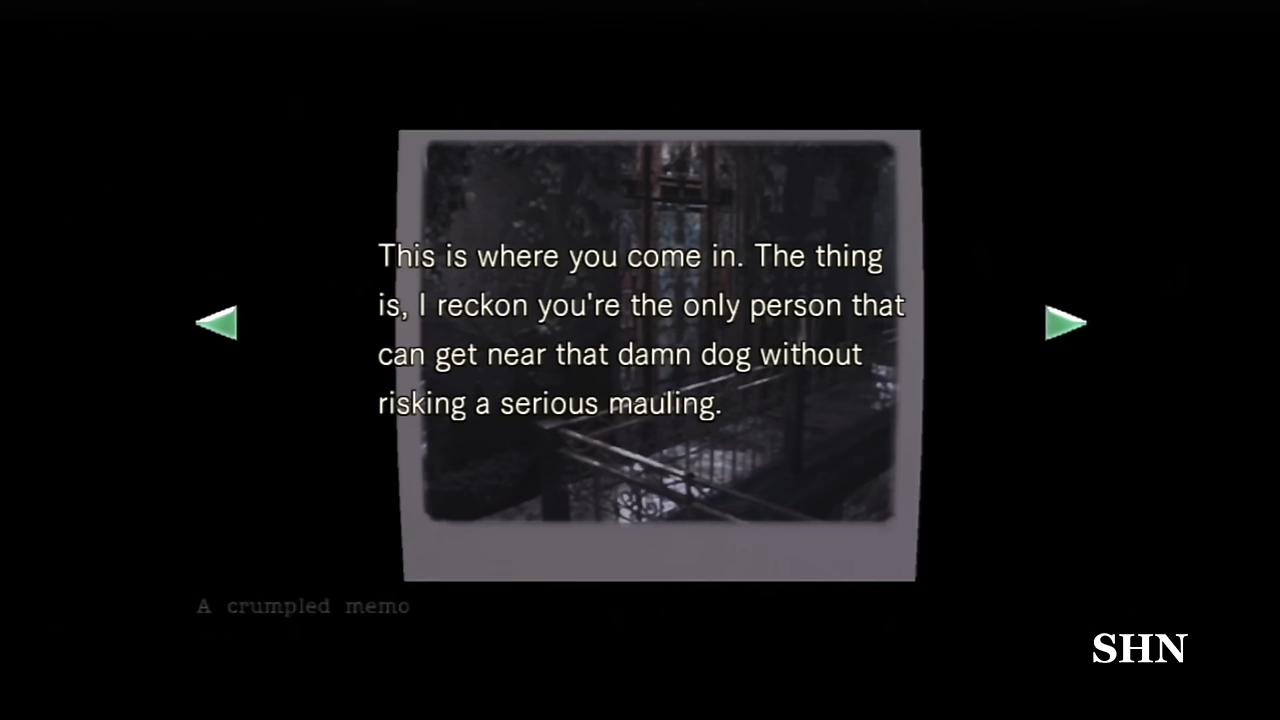 This is where you come in. The thing
is, I reckon you're the only person that
can get near that damn dog without
risking a serious mauling.
A crumpled memo
SHN